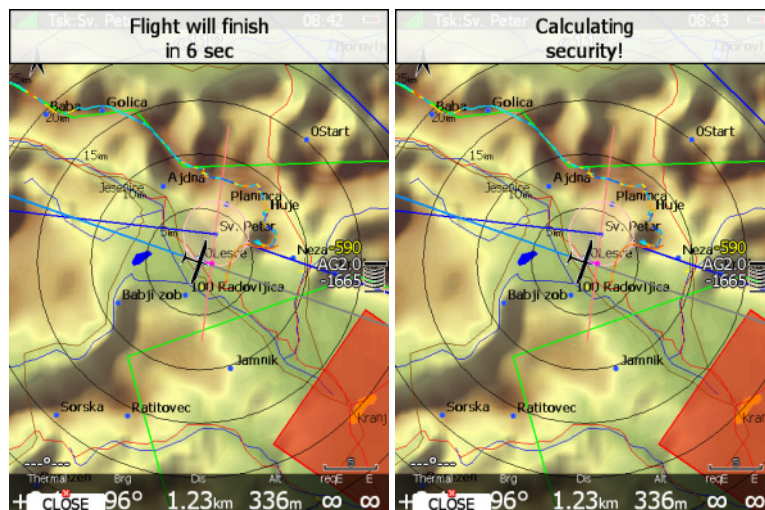 Flight will finish
in 6 sec
Tsk:Sv. Peter
08:42
Baba
Golica
20km
0Start
15km
Ajdna
Jesenice
10km
Planinca
Huje
5km
Sv. Peter
0Lesce
Neza
-590
AG2.0
-1665
100 Radovljica
Babji zob
Jamnik
Sorska
Ratitovec
Kranj
5
Thermal
Brg
Dis
Alt
reqE
E
CLOSE
96°
1.23km
336m
∞
∞
Calculating
security!
Tsk:Sv. Peter
08:43
Baba
Golica
20km
0Start
15km
Ajdna
Jesenice
10km
Planinca
Huje
5km
Sv. Peter
0Lesce
Neza
-590
AG2.0
-1665
100 Radovljica
Babji zob
Jamnik
Sorska
Ratitovec
Kranj
5
Thermal
Brg
Dis
Alt
reqE
E
CLOSE
96°
1.23km
336m
∞
∞